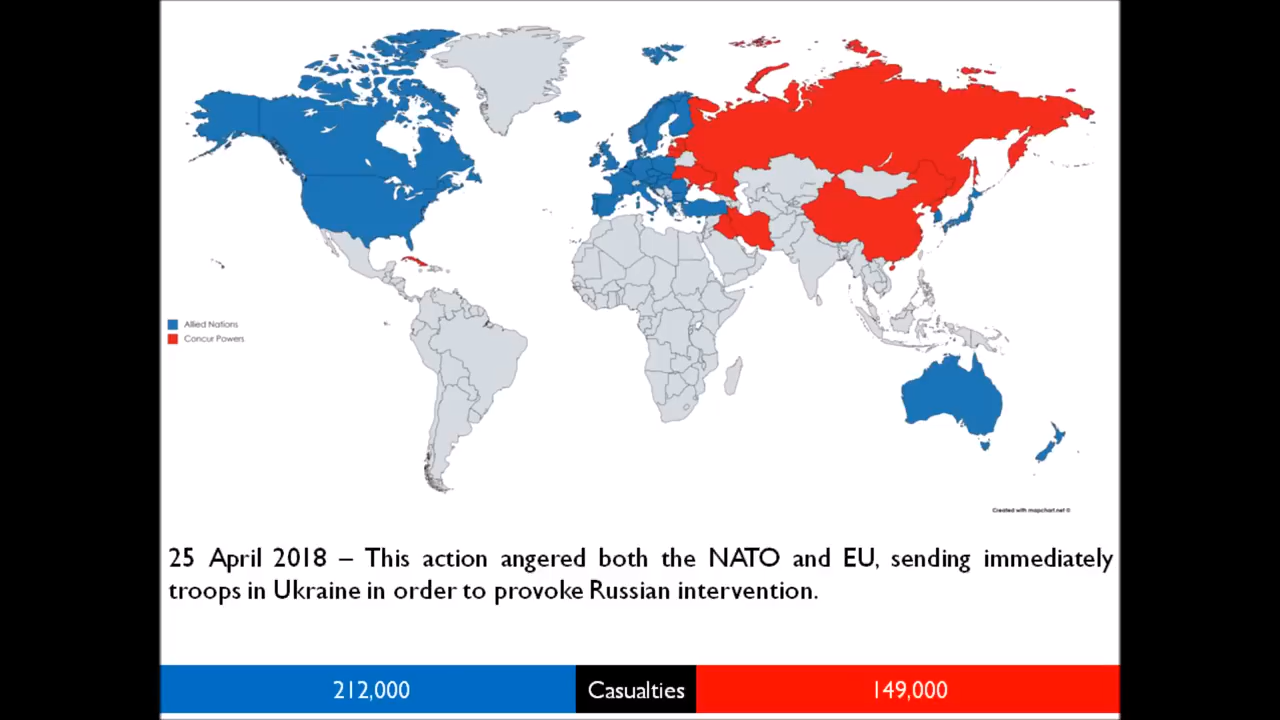 Allied Nations
Concur Powers
Created with mapchart.net ©
25 April 2018 – This action angered both the NATO and EU, sending immediately
troops in Ukraine in order to provoke Russian intervention.
212,000 Casualties 149,000